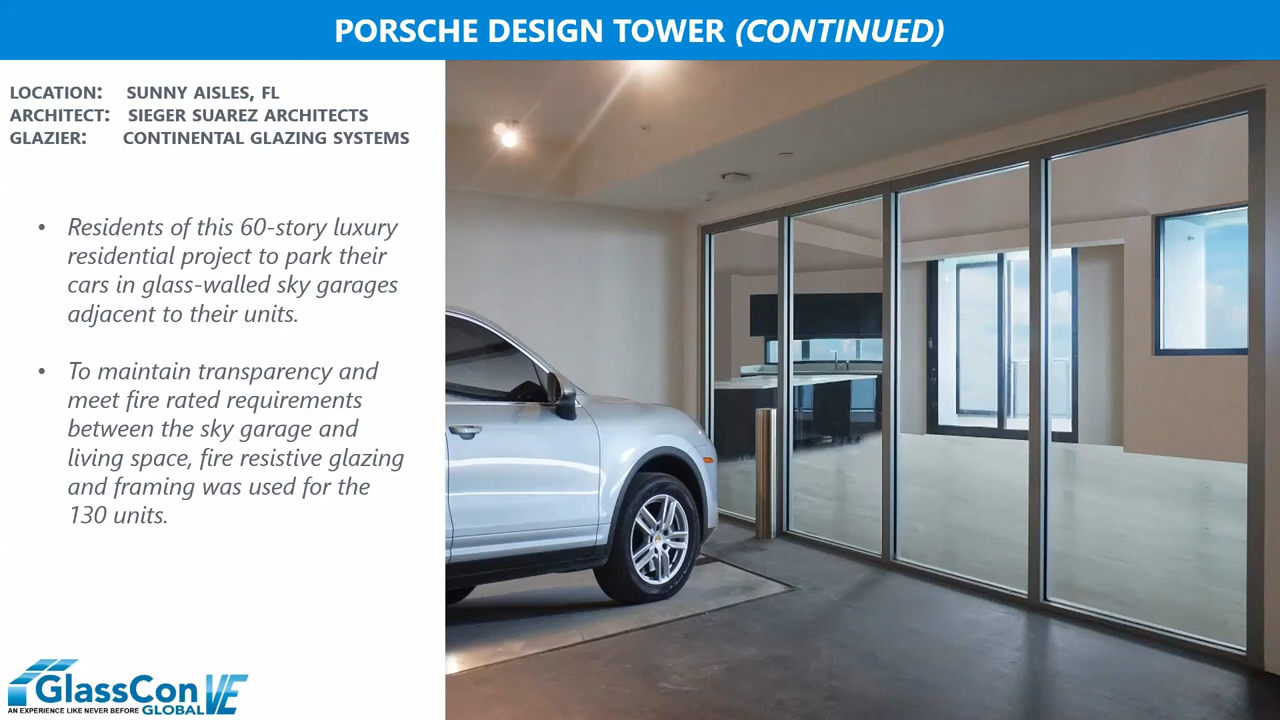 PORSCHE DESIGN TOWER (CONTINUED)
LOCATION: SUNNY AISLES, FL
ARCHITECT: SIEGER SUAREZ ARCHITECTS
GLAZIER: CONTINENTAL GLAZING SYSTEMS
• Residents of this 60-story luxury
residential project to park their
cars in glass-walled sky garages
adjacent to their units.
• To maintain transparency and
meet fire rated requirements
between the sky garage and
living space, fire resistive glazing
and framing was used for the
130 units.
GlassCon VE
AN EXPERIENCE LIKE NEVER BEFORE GLOBAL